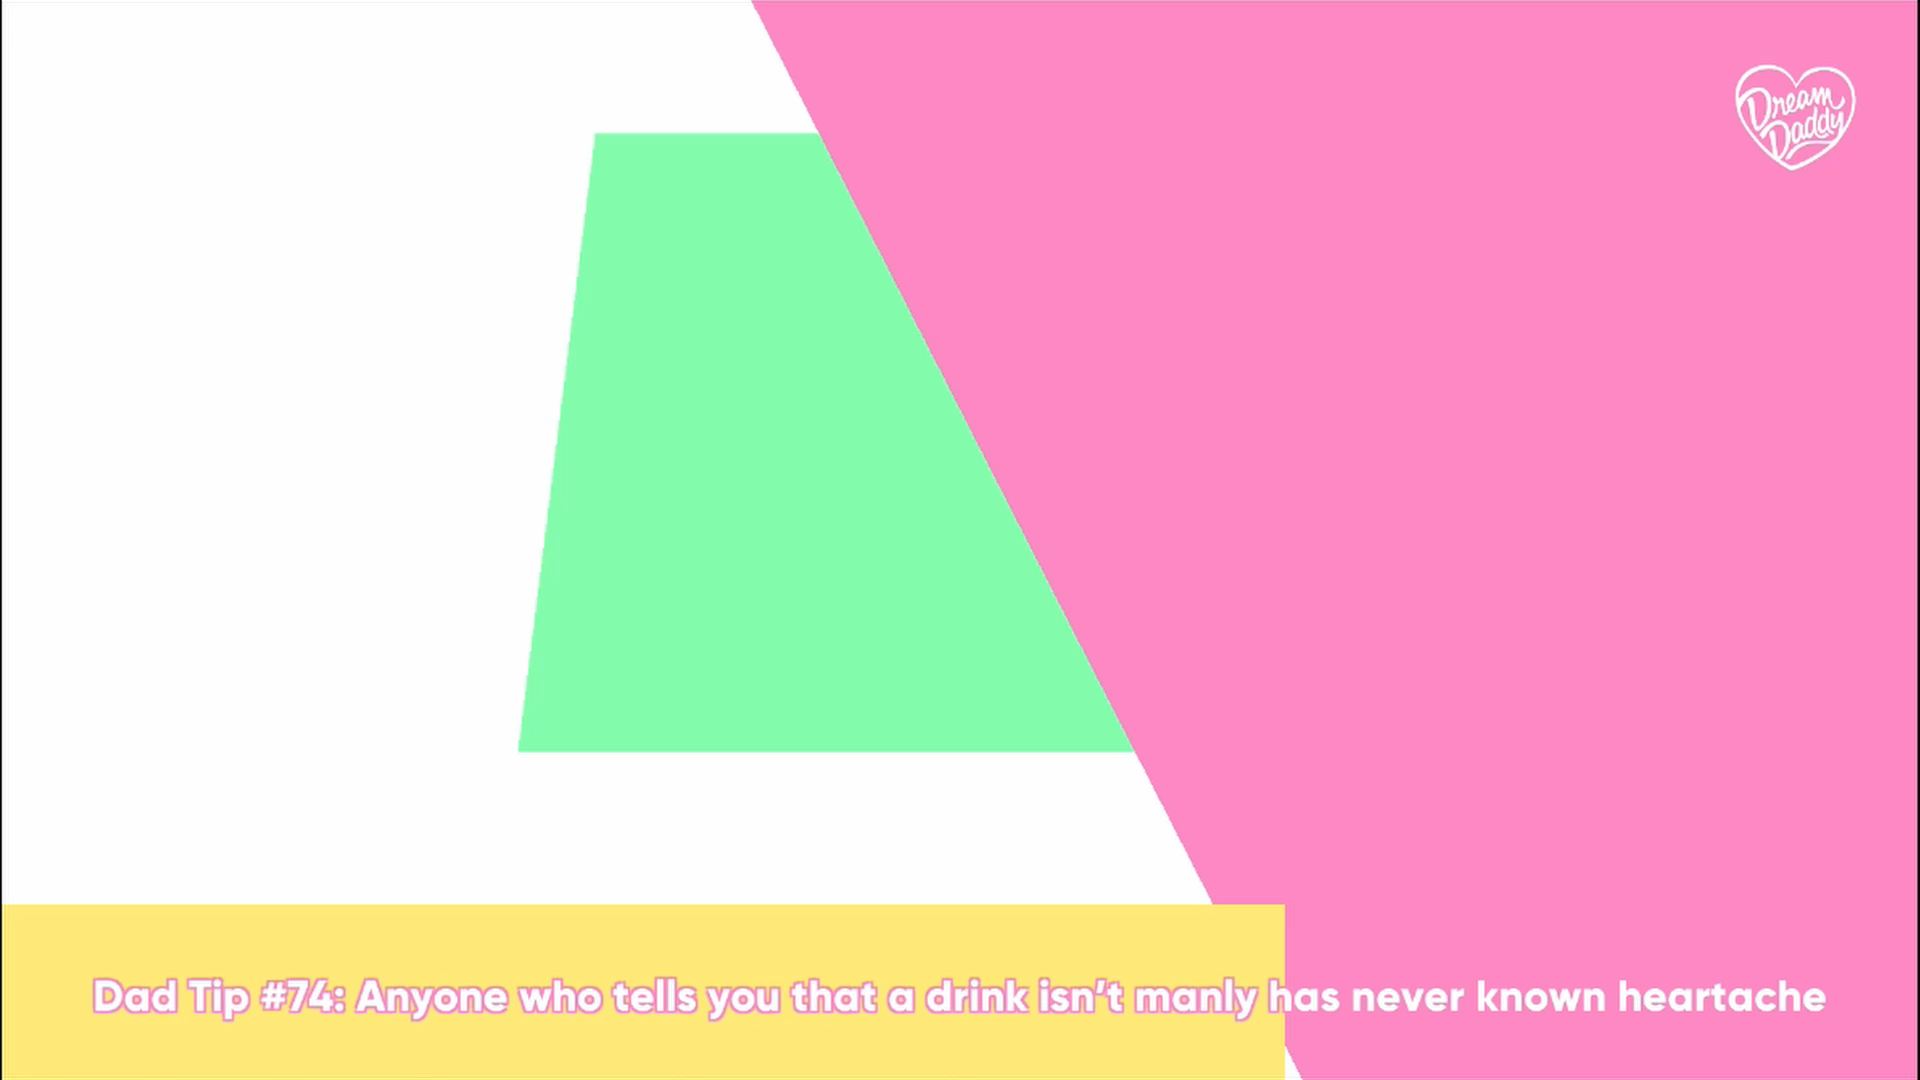 Dream
Daddy
Dad Tip #74: Anyone who tells you that a drink isn’t manly has never known heartache